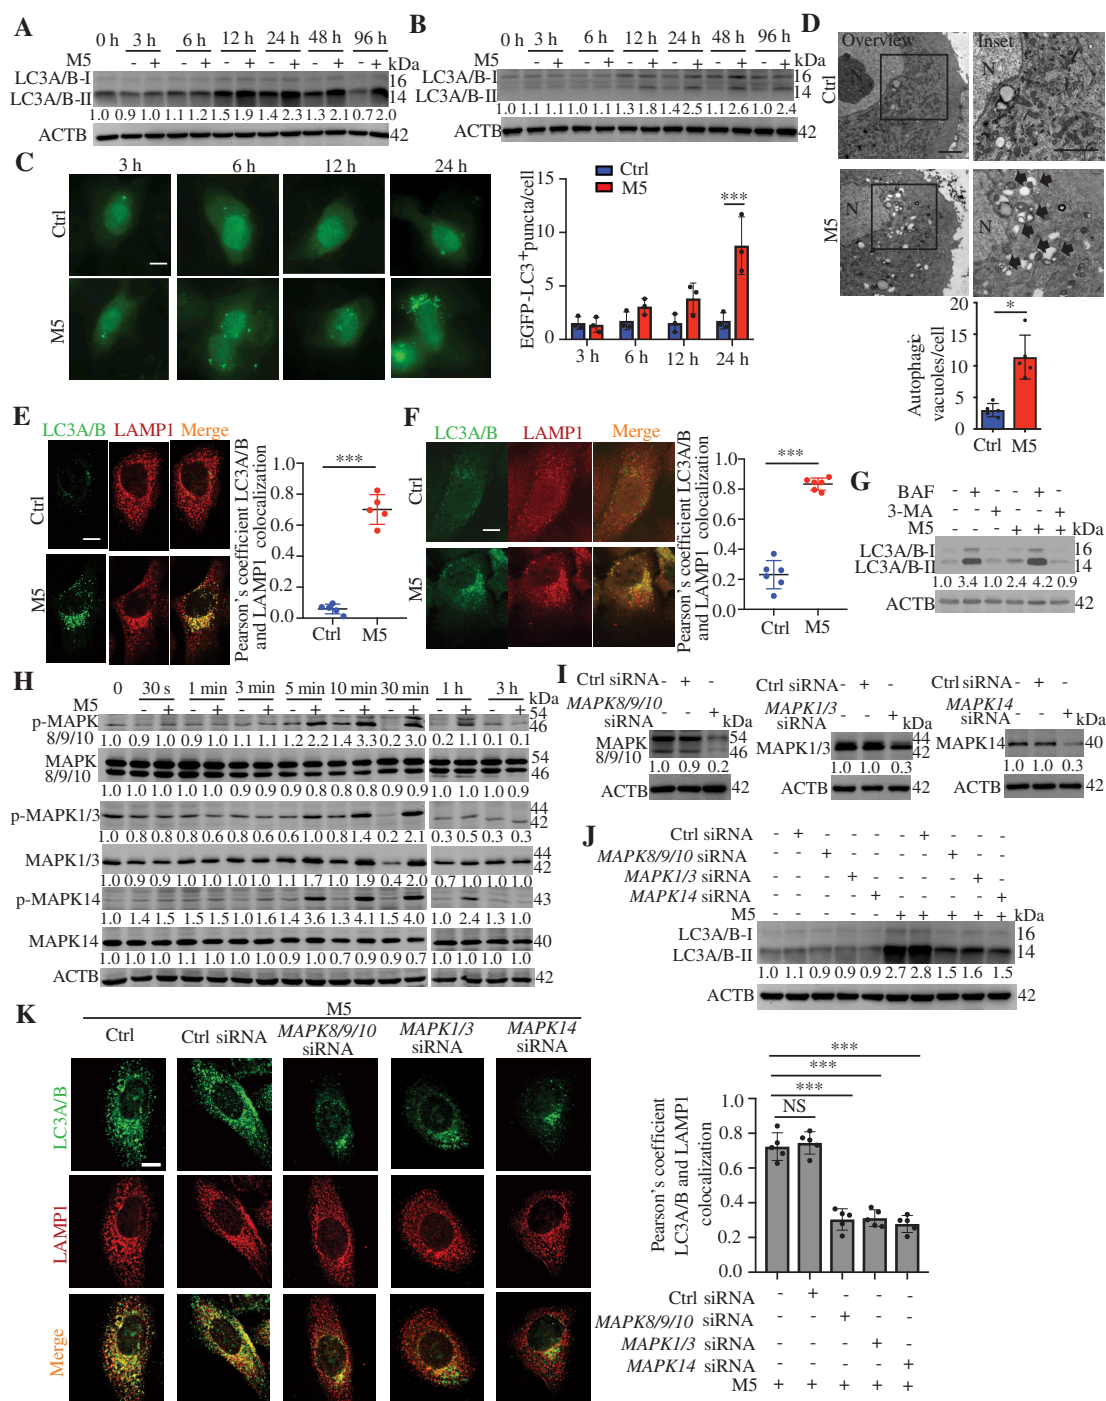 A
0 h 3 h 6 h 12 h 24 h 48 h 96 h
M5 - + - + - + - + - + - + kDa
LC3A/B-I 16
LC3A/B-II 14
1.0 0.9 1.0 1.1 1.2 1.5 1.9 1.4 2.3 1.3 2.1 0.7 2.0
ACTB 42
B
0 h 3 h 6 h 12 h 24 h 48 h 96 h
M5 - + - + - + - + - + - + kDa
LC3A/B-I 16
LC3A/B-II 14
1.0 1.1 1.1 1.1 1.1 1.3 1.8 1.4 2.5 1.1 2.6 1.0 2.4
ACTB 42
C
3 h 6 h 12 h 24 h
Ctrl
M5
Ctrl
M5
EGFP-LC3+puncta/cell
15
10
5
0
***
3 h 6 h 12 h 24 h
D
Overview Inset
Ctrl
N N
M5
N N
Autophagic
vacuoles/cell
20
15
10
5
0
*
Ctrl M5
E
LC3A/B LAMP1 Merge
Ctrl
M5
Pearson's coefficient LC3A/B
and LAMP1 colocalization
1.0
0.8
0.6
0.4
0.2
0.0
***
Ctrl M5
F
LC3A/B LAMP1 Merge
Ctrl
M5
Pearson's coefficient LC3A/B
and LAMP1 colocalization
1.0
0.8
0.6
0.4
0.2
0.0
***
Ctrl M5
G
BAF - + - - + -
3-MA - - + - - +
M5 - - - + + + kDa
LC3A/B-I 16
LC3A/B-II 14
1.0 3.4 1.0 2.4 4.2 0.9
ACTB 42
H
0 30 s 1 min 3 min 5 min 10 min 30 min 1 h 3 h
M5 - + - + - + - + - + - + - + - + kDa
p-MAPK 54
8/9/10 46
1.0 1.0 0.9 1.0 0.9 1.1 1.1 1.2 2.2 1.4 3.3 0.2 3.0 0.2 1.1 0.1 0.1
MAPK 54
8/9/10 46
1.0 1.0 1.0 1.0 1.0 0.9 0.9 0.9 0.8 0.8 0.8 0.9 0.9 1.0 1.0 1.0 0.9
p-MAPK1/3 44
42
1.0 0.8 0.8 0.6 0.6 0.8 0.6 0.6 1.0 0.8 1.4 0.2 2.1 0.3 0.5 0.3 0.3
MAPK1/3 44
42
1.0 0.9 0.9 1.0 1.0 1.0 1.0 1.1 1.7 1.0 1.9 0.4 2.0 0.7 1.0 1.0 1.0
p-MAPK14 43
1.0 1.4 1.5 1.5 1.5 1.0 1.6 1.4 3.6 1.3 4.1 1.5 4.0 1.0 2.4 1.3 1.0
MAPK14 40
1.0 1.0 1.0 1.1 1.0 1.0 1.0 0.9 1.0 0.7 0.9 0.9 0.7 1.0 1.0 1.0 1.0
ACTB 42
I
Ctrl siRNA - + -
MAPK8/9/10
siRNA - - + kDa
MAPK 54
8/9/10 46
1.0 0.9 0.2
ACTB 42
Ctrl siRNA - + -
MAPK1/3
siRNA - - + kDa
MAPK1/3 44
42
1.0 1.0 0.3
ACTB 42
Ctrl siRNA - + -
MAPK14
siRNA - - + kDa
MAPK14 40
1.0 1.0 0.3
ACTB 42
J
Ctrl siRNA - + - - - - + - - -
MAPK8/9/10 siRNA - - + - - - - + - -
MAPK1/3 siRNA - - - + - - - - + -
MAPK14 siRNA - - - - + - - - - +
M5 - - - - - + + + + + kDa
LC3A/B-I 16
LC3A/B-II 14
1.0 1.1 0.9 0.9 0.9 2.7 2.8 1.5 1.6 1.5
ACTB 42
K
M5
Ctrl Ctrl siRNA MAPK8/9/10 siRNA MAPK1/3 siRNA MAPK14 siRNA
LC3A/B
LAMP1
Merge
Pearson's coefficient
LC3A/B and LAMP1
colocalization
1.0
0.8
0.6
0.4
0.2
0.0
***
***
***
NS
Ctrl siRNA - + - - -
MAPK8/9/10 siRNA - - + - -
MAPK1/3 siRNA - - - + -
MAPK14 siRNA - - - - +
M5 + + + + +